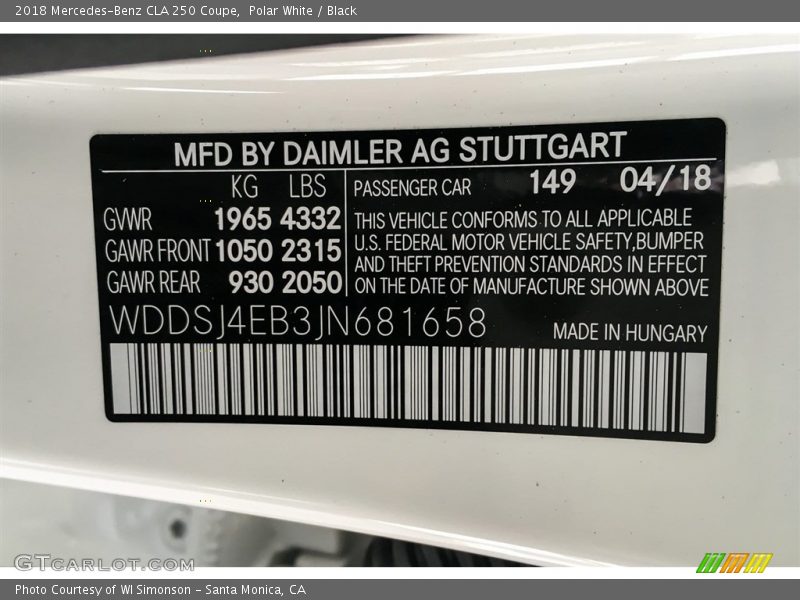 2018 Mercedes-Benz CLA 250 Coupe, Polar White / Black
MFD BY DAIMLER AG STUTTGART
KG LBS
GVWR 1965 4332
GAWR FRONT 1050 2315
GAWR REAR 930 2050
PASSENGER CAR 149 04/18
THIS VEHICLE CONFORMS TO ALL APPLICABLE
U.S. FEDERAL MOTOR VEHICLE SAFETY,BUMPER
AND THEFT PREVENTION STANDARDS IN EFFECT
ON THE DATE OF MANUFACTURE SHOWN ABOVE
WDDSJ4EB3JN681658
MADE IN HUNGARY
GTCARLOT.COM
Photo Courtesy of WI Simonson - Santa Monica, CA